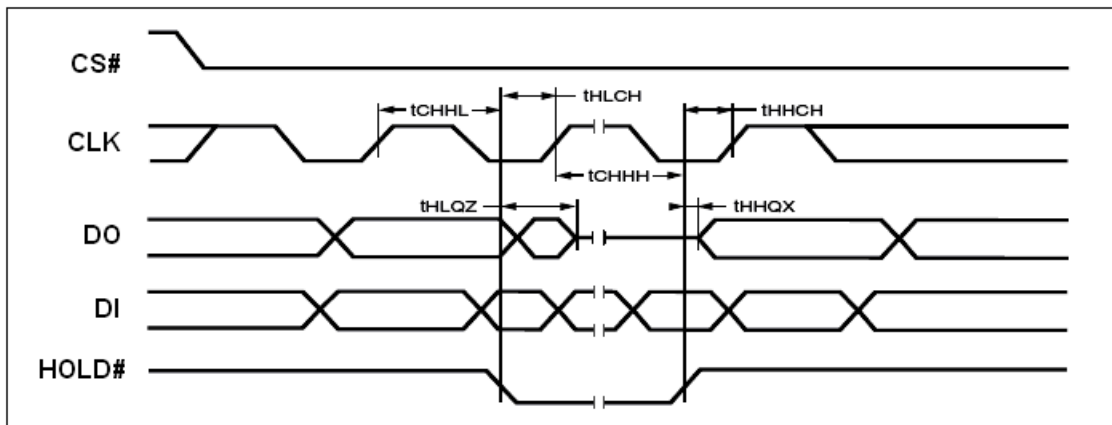 CS#
tCHHL
tHLCH
tHHCH
CLK
tCHHH
tHLQZ
tHHQX
DO
DI
HOLD#